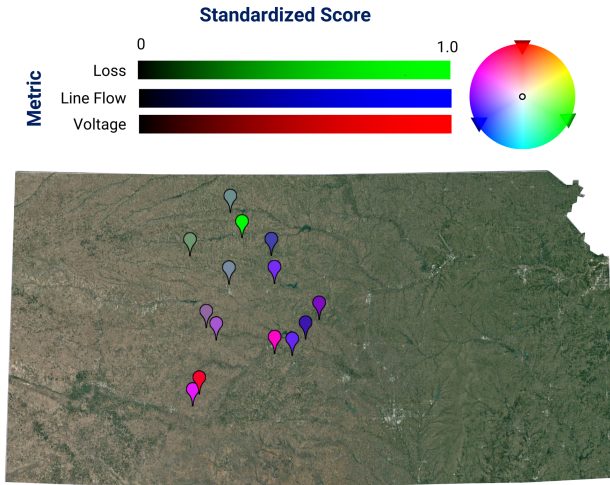 Standardized Score
0
1.0
Metric
Loss
Line Flow
Voltage